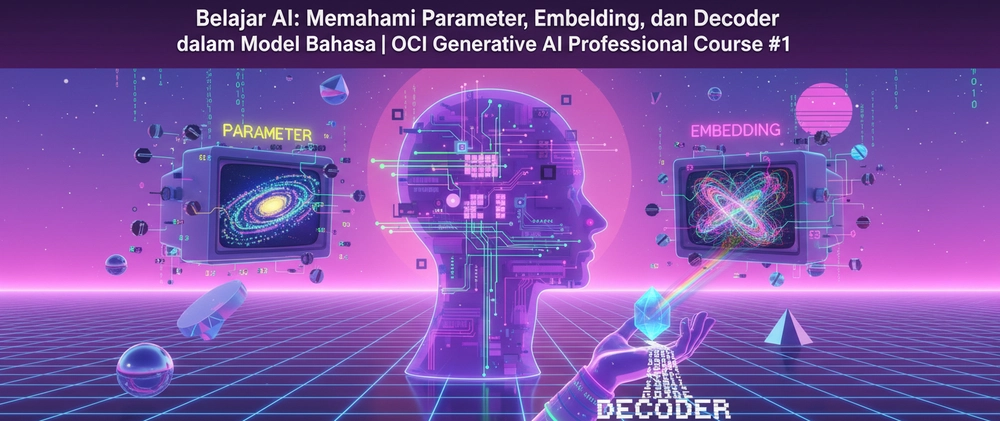 Belajar AI: Memahami Parameter, Embelding, dan Decoder
dalam Model Bahasa | OCI Generative AI Professional Course #1
PARAMETER
EMBEDDING
DECODER